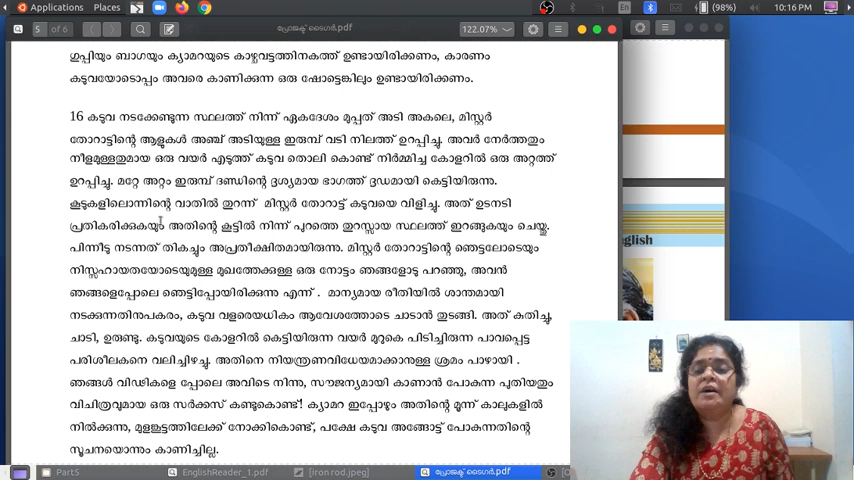 Applications Places En (98%) 10:16 PM
5 of 6 പ്രോജക്ട് ടൈഗർ.pdf 122.07%
ഗുപ്പിയും ബാഗയും ക്യാമറയുടെ കാഴ്ചവട്ടത്തിനകത്ത് ഉണ്ടായിരിക്കണം, കാരണം
കടുവയോടൊപ്പം അവരെ കാണിക്കുന്ന ഒരു ഷോട്ടെങ്കിലും ഉണ്ടായിരിക്കണം.
16 കടുവ നടക്കേണ്ടുന്ന സ്ഥലത്ത് നിന്ന് ഏകദേശം മുപ്പത് അടി അകലെ, മിസ്റ്റർ
തോറാട്ടിന്റെ ആളുകൾ അഞ്ച് അടിയുള്ള ഇരുമ്പ് വടി നിലത്ത് ഉറപ്പിച്ചു. അവർ നേർത്തതും
നീളമുള്ളതുമായ ഒരു വയർ എടുത്ത് കടുവ തൊലി കൊണ്ട് നിർമ്മിച്ച കോളറിൽ ഒരു അറ്റത്ത്
ഉറപ്പിച്ചു. മറ്റേ അറ്റം ഇരുമ്പ് ദണ്ഡിന്റെ ദൃശ്യമായ ഭാഗത്ത് ദൃഢമായി കെട്ടിയിരുന്നു.
കൂടുകളിലൊന്നിന്റെ വാതിൽ തുറന്ന് മിസ്റ്റർ തോറാട്ട് കടുവയെ വിളിച്ചു. അത് ഉടനടി
പ്രതികരിക്കുകയും അതിന്റെ കൂട്ടിൽ നിന്ന് പുറത്തെ തുറസ്സായ സ്ഥലത്ത് ഇറങ്ങുകയും ചെയ്തു.
പിന്നീടു നടന്നത് തികച്ചും അപ്രതീക്ഷിതമായിരുന്നു. മിസ്റ്റർ തോറാട്ടിന്റെ ഞെട്ടലോടെയും
നിസ്സഹായതയോടെയുമുള്ള മുഖത്തേക്കുള്ള ഒരു നോട്ടം ഞങ്ങളോടു പറഞ്ഞു, അവൻ
ഞങ്ങളെപ്പോലെ ഞെട്ടിപ്പോയിരിക്കുന്നു എന്ന് . മാന്യമായ രീതിയിൽ ശാന്തമായി
നടക്കുന്നതിനുപകരം, കടുവ വളരെയധികം ആവേശത്തോടെ ചാടാൻ തുടങ്ങി. അത് കുതിച്ചു,
ചാടി, ഉരുണ്ടു. കടുവയുടെ കോളറിൽ കെട്ടിയിരുന്ന വയർ മുറുകെ പിടിച്ചിരുന്ന പാവപ്പെട്ട
പരിശീലകനെ വലിച്ചിഴച്ചു. അതിനെ നിയന്ത്രണവിധേയമാക്കാനുള്ള ശ്രമം പാഴായി .
ഞങ്ങൾ വിഢികളെ പ്പോലെ അവിടെ നിന്നു, സൗജന്യമായി കാണാൻ പോകുന്ന പുതിയതും
വിചിത്രവുമായ ഒരു സർക്കസ് കണ്ടുകൊണ്ട്! ക്യാമറ ഇപ്പോഴും അതിന്റെ മൂന്ന് കാലുകളിൽ
നിൽക്കുന്നു, മുളങ്കൂട്ടത്തിലേക്ക് നോക്കികൊണ്ട്, പക്ഷേ കടുവ അങ്ങോട്ട് പോകുന്നതിന്റെ
സൂചനയൊന്നും കാണിച്ചില്ല.
glish
Part5 EnglishReader_1.pdf [iron rod.jpeg] പ്രോജക്ട് ടൈഗർ.pdf